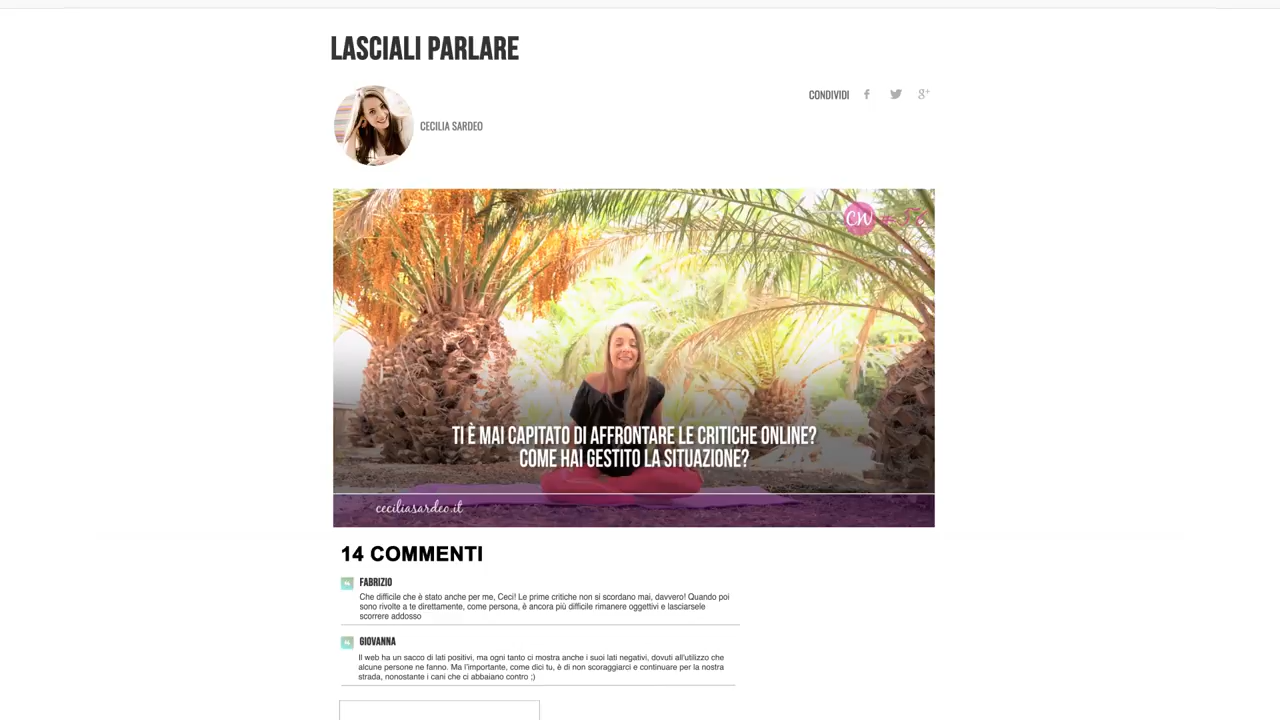 LASCIALI PARLARE
CONDIVIDI
CECILIA SARDEO
CW
TI È MAI CAPITATO DI AFFRONTARE LE CRITICHE ONLINE?
COME HAI GESTITO LA SITUAZIONE?
ceciliasardeo.it
14 COMMENTI
FABRIZIO
Che difficile che è stato anche per me, Ceci! Le prime critiche non si scordano mai, davvero! Quando poi
sono rivolte a te direttamente, come persona, è ancora più difficile rimanere oggettivi e lasciarsele
scorrere addosso
GIOVANNA
Il web ha un sacco di lati positivi, ma ogni tanto ci mostra anche i suoi lati negativi, dovuti all'utilizzo che
alcune persone ne fanno. Ma l'importante, come dici tu, è di non scoraggiarci e continuare per la nostra
strada, nonostante i cani che ci abbaiano contro ;)